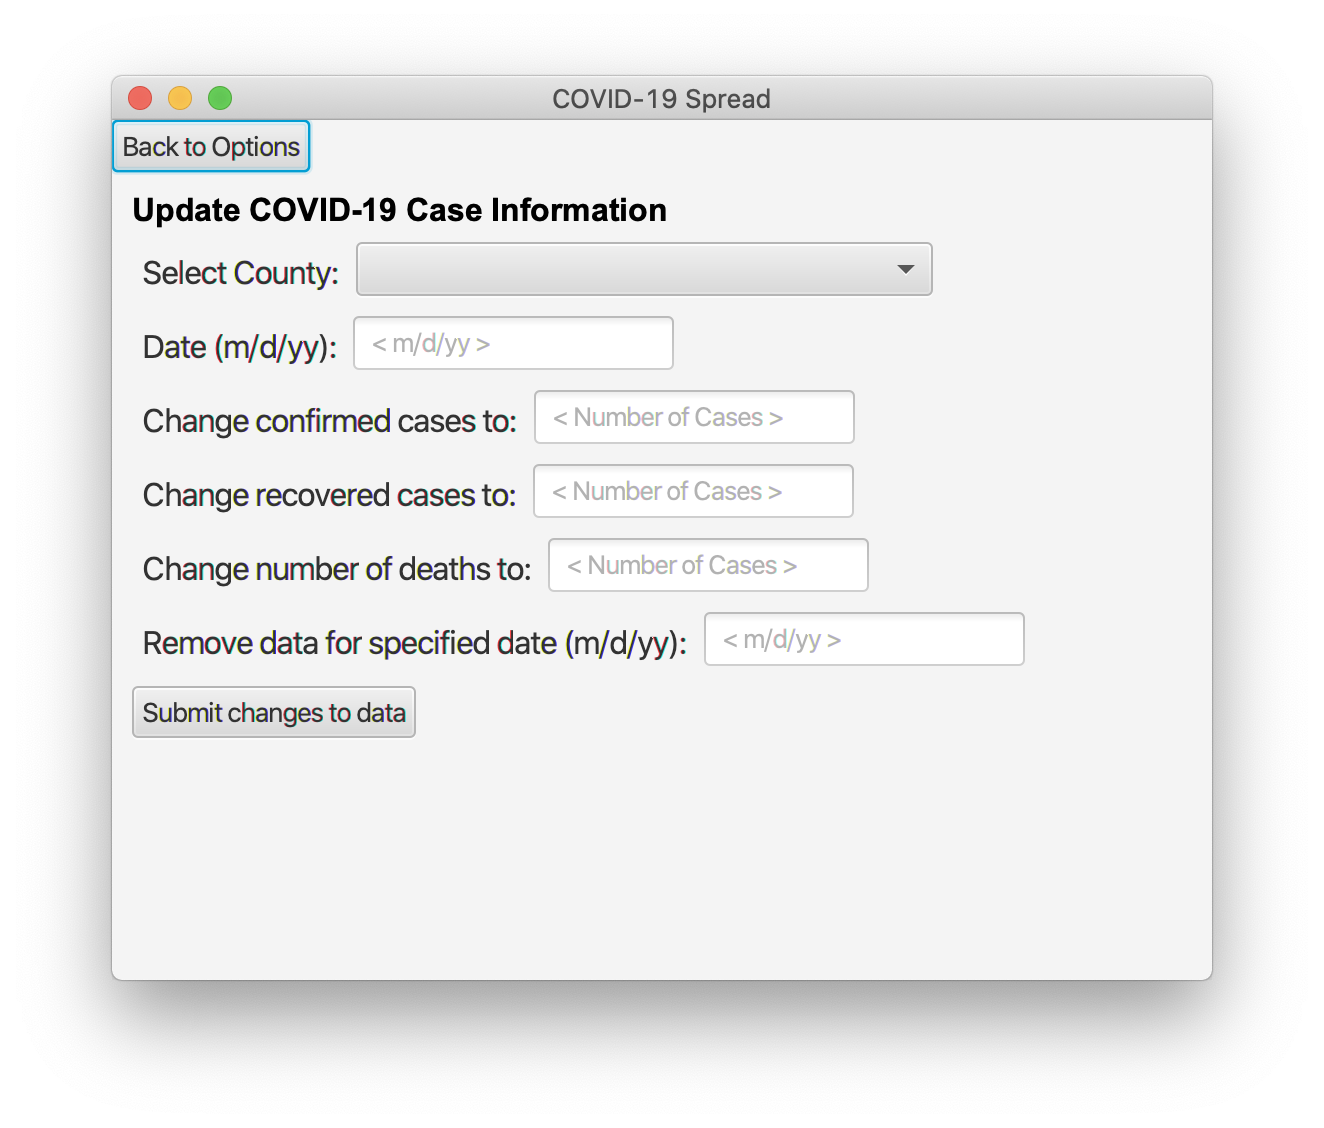 COVID-19 Spread
Back to Options
Update COVID-19 Case Information
Select County:
Date (m/d/yy): < m/d/yy >
Change confirmed cases to: < Number of Cases >
Change recovered cases to: < Number of Cases >
Change number of deaths to: < Number of Cases >
Remove data for specified date (m/d/yy): < m/d/yy >
Submit changes to data